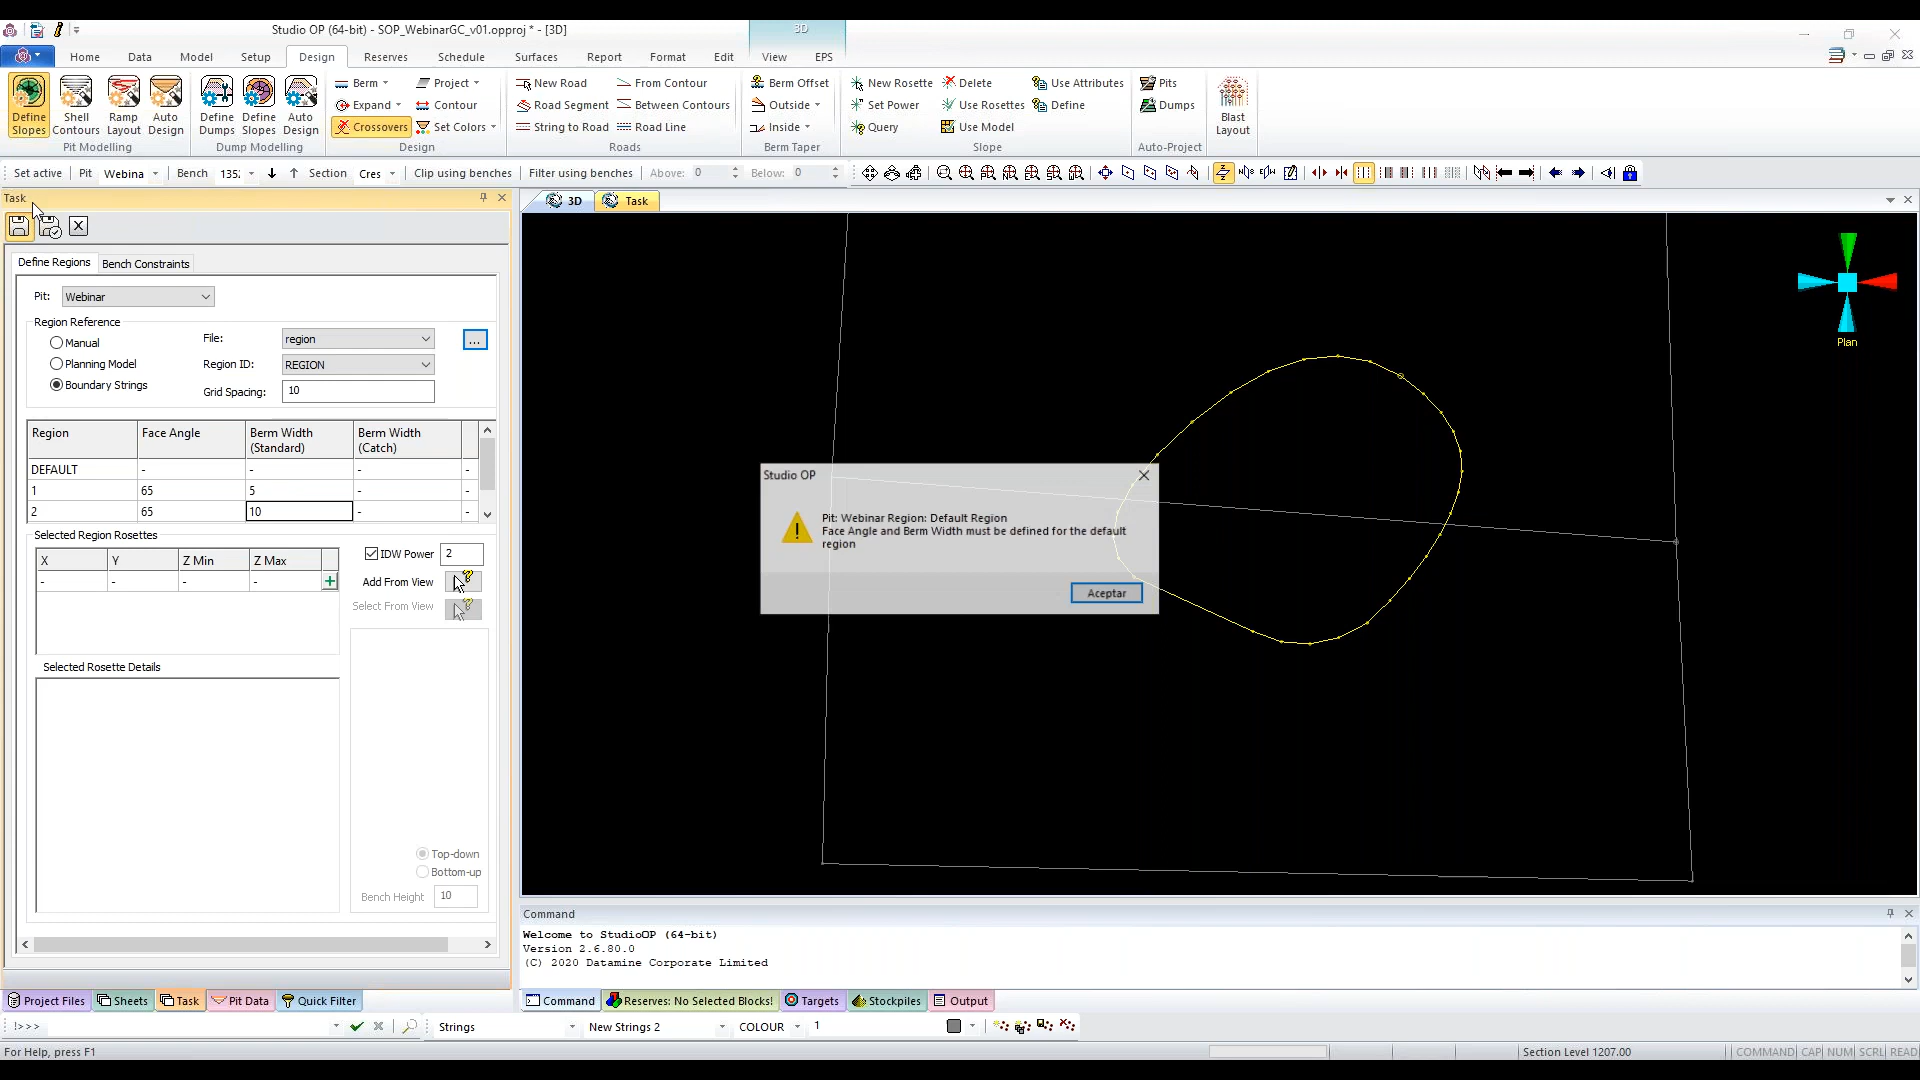 Studio OP (64-bit) - SOP_WebinarGC_v01.opproj * - [3D]
3D
Home Data Model Setup Design Reserves Schedule Surfaces Report Format Edit View EPS
Define Slopes
Shell Contours
Ramp Layout
Auto Design
Pit Modelling
Define Dumps
Define Slopes
Auto Design
Dump Modelling
Berm
Expand
Crossovers
Project
Contour
Set Colors
Design
New Road
Road Segment
String to Road
From Contour
Between Contours
Road Line
Roads
Berm Offset
Outside
Inside
Berm Taper
New Rosette
Set Power
Query
Delete
Use Rosettes
Use Model
Use Attributes
Define
Slope
Pits
Dumps
Auto-Project
Blast Layout
Set active Pit Webina Bench 135: Section Cres Clip using benches Filter using benches Above: 0 Below: 0
Task
3D Task
Define Regions Bench Constraints
Pit: Webinar
Region Reference
Manual
Planning Model
Boundary Strings
File: region ...
Region ID: REGION
Grid Spacing: 10
Region Face Angle Berm Width (Standard) Berm Width (Catch)
DEFAULT - - - -
1 65 5 - -
2 65 10 - -
Selected Region Rosettes
X Y Z Min Z Max
- - - - +
IDW Power 2
Add From View
Select From View
Selected Rosette Details
Top-down
Bottom-up
Bench Height 10
Plan
Studio OP
Pit: Webinar Region: Default Region
Face Angle and Berm Width must be defined for the default
region
Aceptar
Command
Welcome to StudioOP (64-bit)
Version 2.6.80.0
(C) 2020 Datamine Corporate Limited
Project Files Sheets Task Pit Data Quick Filter
Command Reserves: No Selected Blocks! Targets Stockpiles Output
!>>> Strings New Strings 2 COLOUR 1
For Help, press F1
Section Level 1207.00
COMMAND CAP NUM SCRL READ